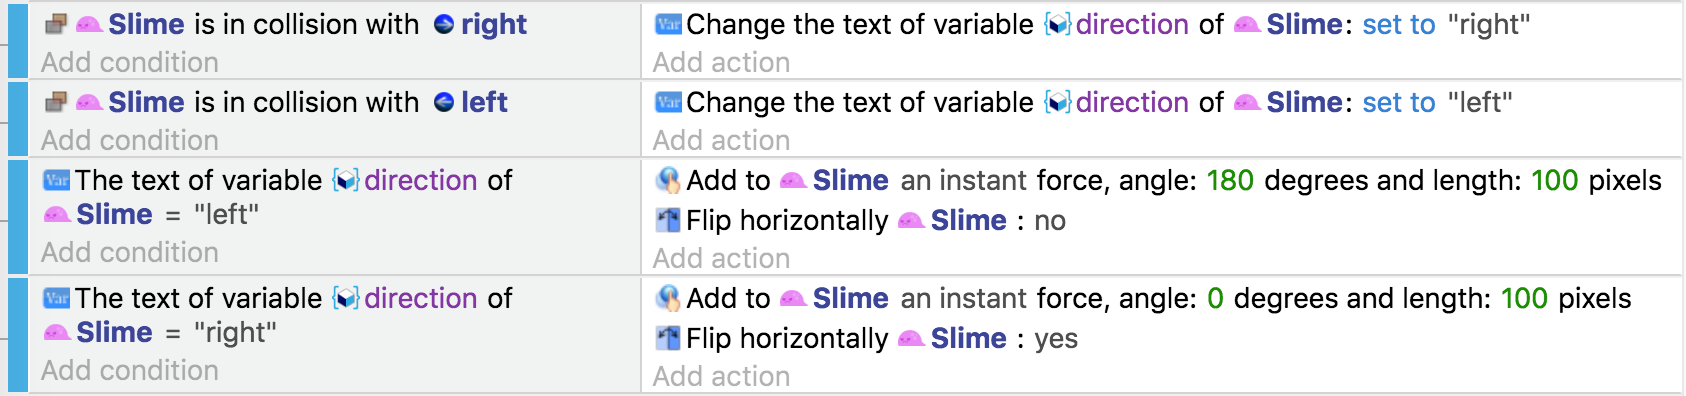 Slime is in collision with right
Add condition
Var Change the text of variable direction of Slime: set to "right"
Add action
Slime is in collision with left
Add condition
Var Change the text of variable direction of Slime: set to "left"
Add action
Var The text of variable direction of
Slime = "left"
Add condition
Add to Slime an instant force, angle: 180 degrees and length: 100 pixels
Flip horizontally Slime : no
Add action
Var The text of variable direction of
Slime = "right"
Add condition
Add to Slime an instant force, angle: 0 degrees and length: 100 pixels
Flip horizontally Slime : yes
Add action